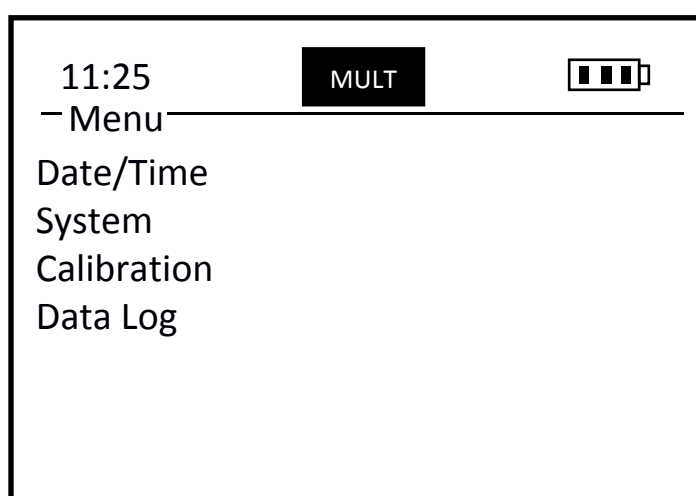 11:25 MULT
Menu
Date/Time
System
Calibration
Data Log